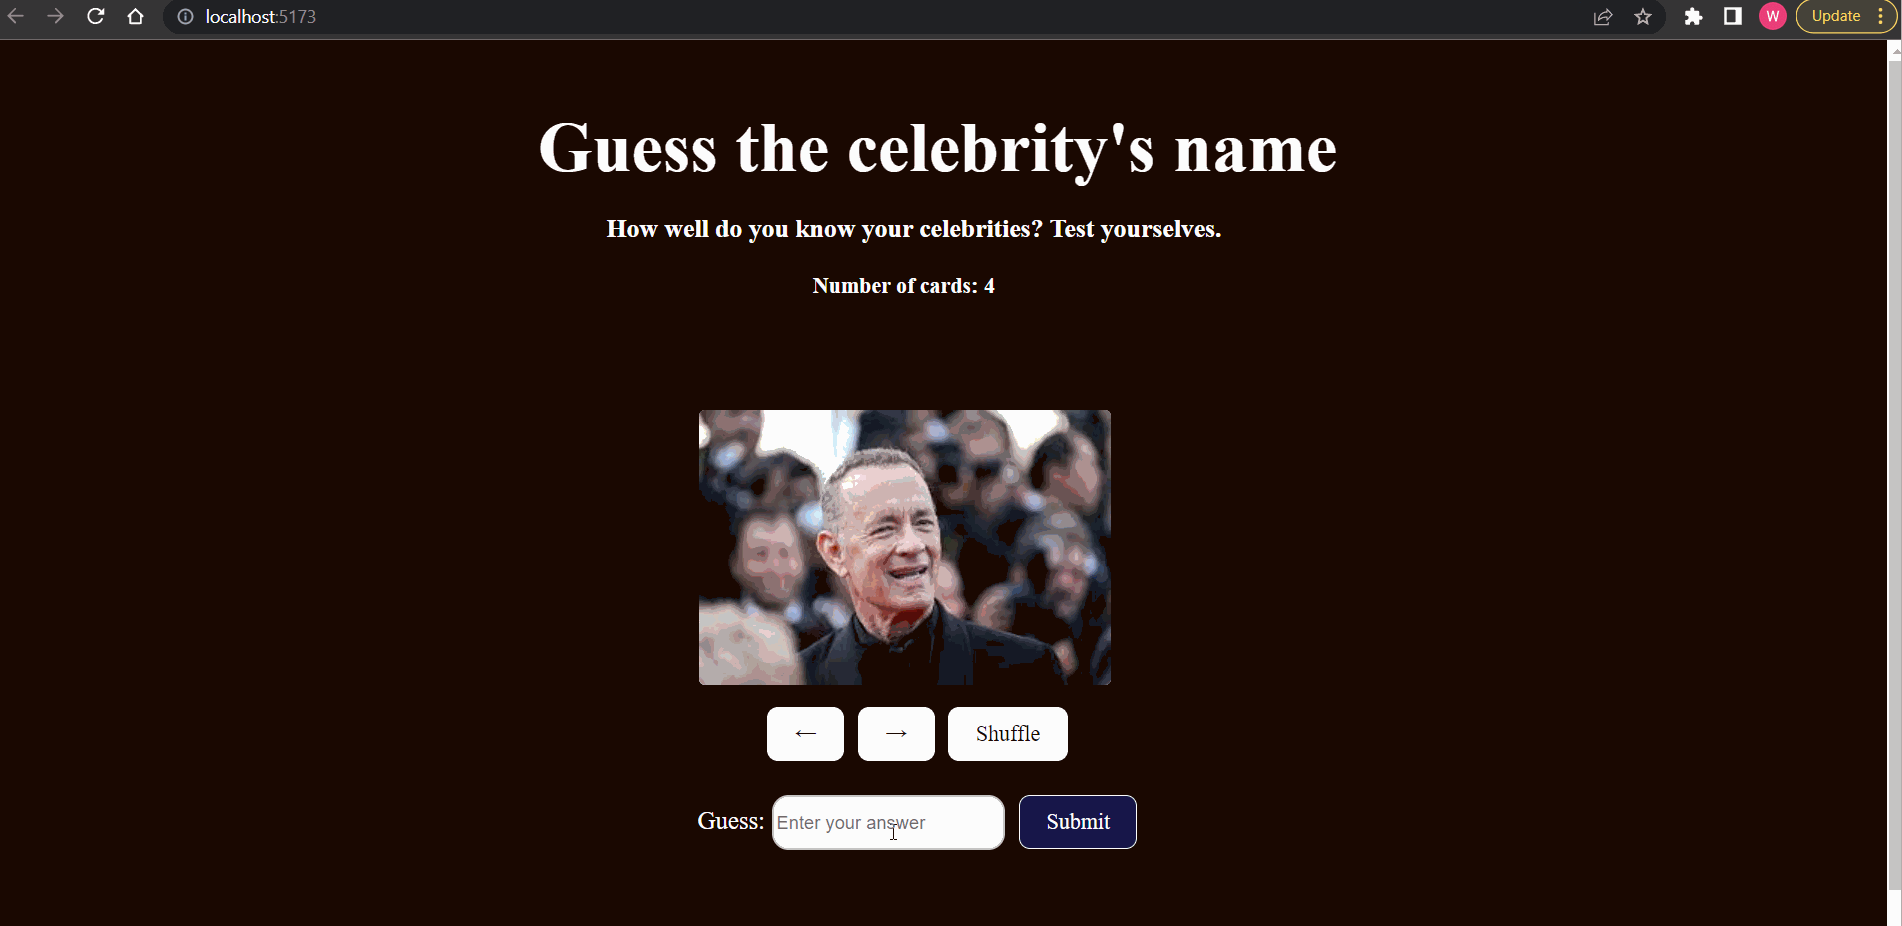 localhost:5173
W
Update
Guess the celebrity's name
How well do you know your celebrities? Test yourselves.
Number of cards: 4
← → Shuffle
Guess: Enter your answer Submit